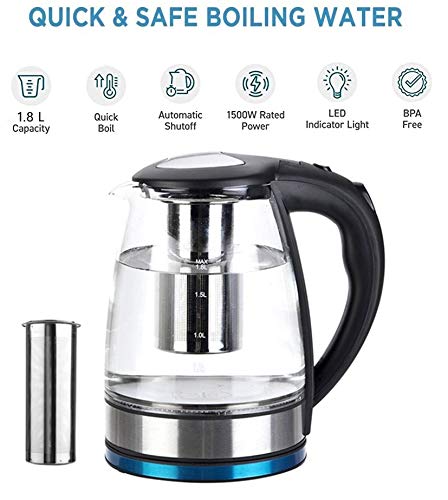 QUICK & SAFE BOILING WATER
1.8 L
Capacity
Quick
Boil
Automatic
Shutoff
1500W Rated
Power
LED
Indicator Light
BPA
Free
MAX
1.8L
1.5L
1.0L